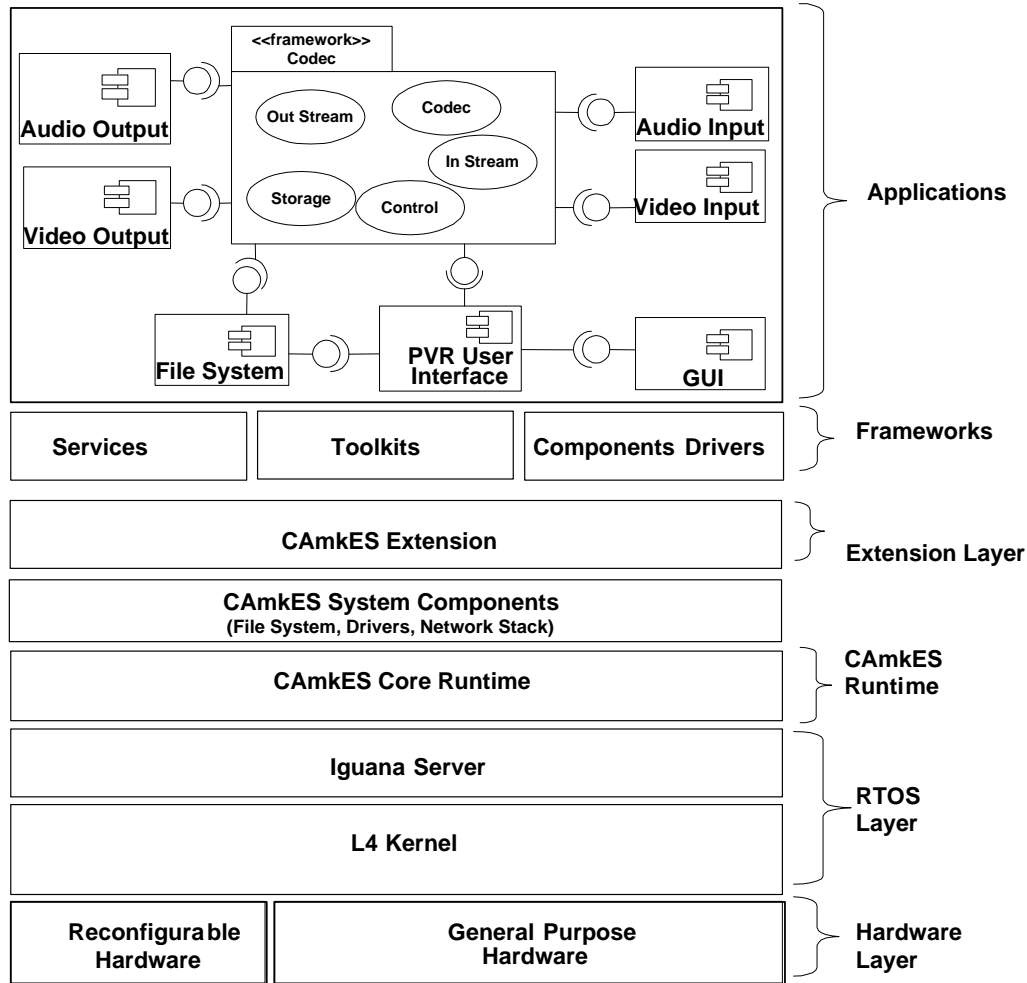 <<framework>>
Codec
Audio Output
Out Stream
Codec
In Stream
Storage
Control
Audio Input
Video Output
Video Input
File System
PVR User
Interface
GUI
Applications
Services
Toolkits
Components Drivers
Frameworks
CAmkES Extension
Extension Layer
CAmkES System Components
(File System, Drivers, Network Stack)
CAmkES Core Runtime
CAmkES
Runtime
Iguana Server
L4 Kernel
RTOS
Layer
Reconfigurable
Hardware
General Purpose
Hardware
Hardware
Layer